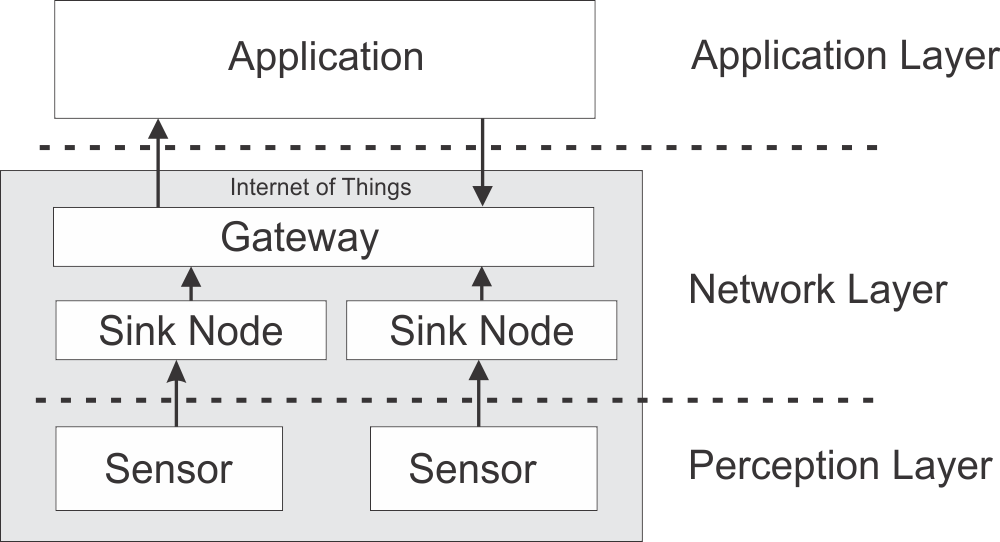 Application
Application Layer
Internet of Things
Gateway
Network Layer
Sink Node
Sink Node
Sensor
Sensor
Perception Layer